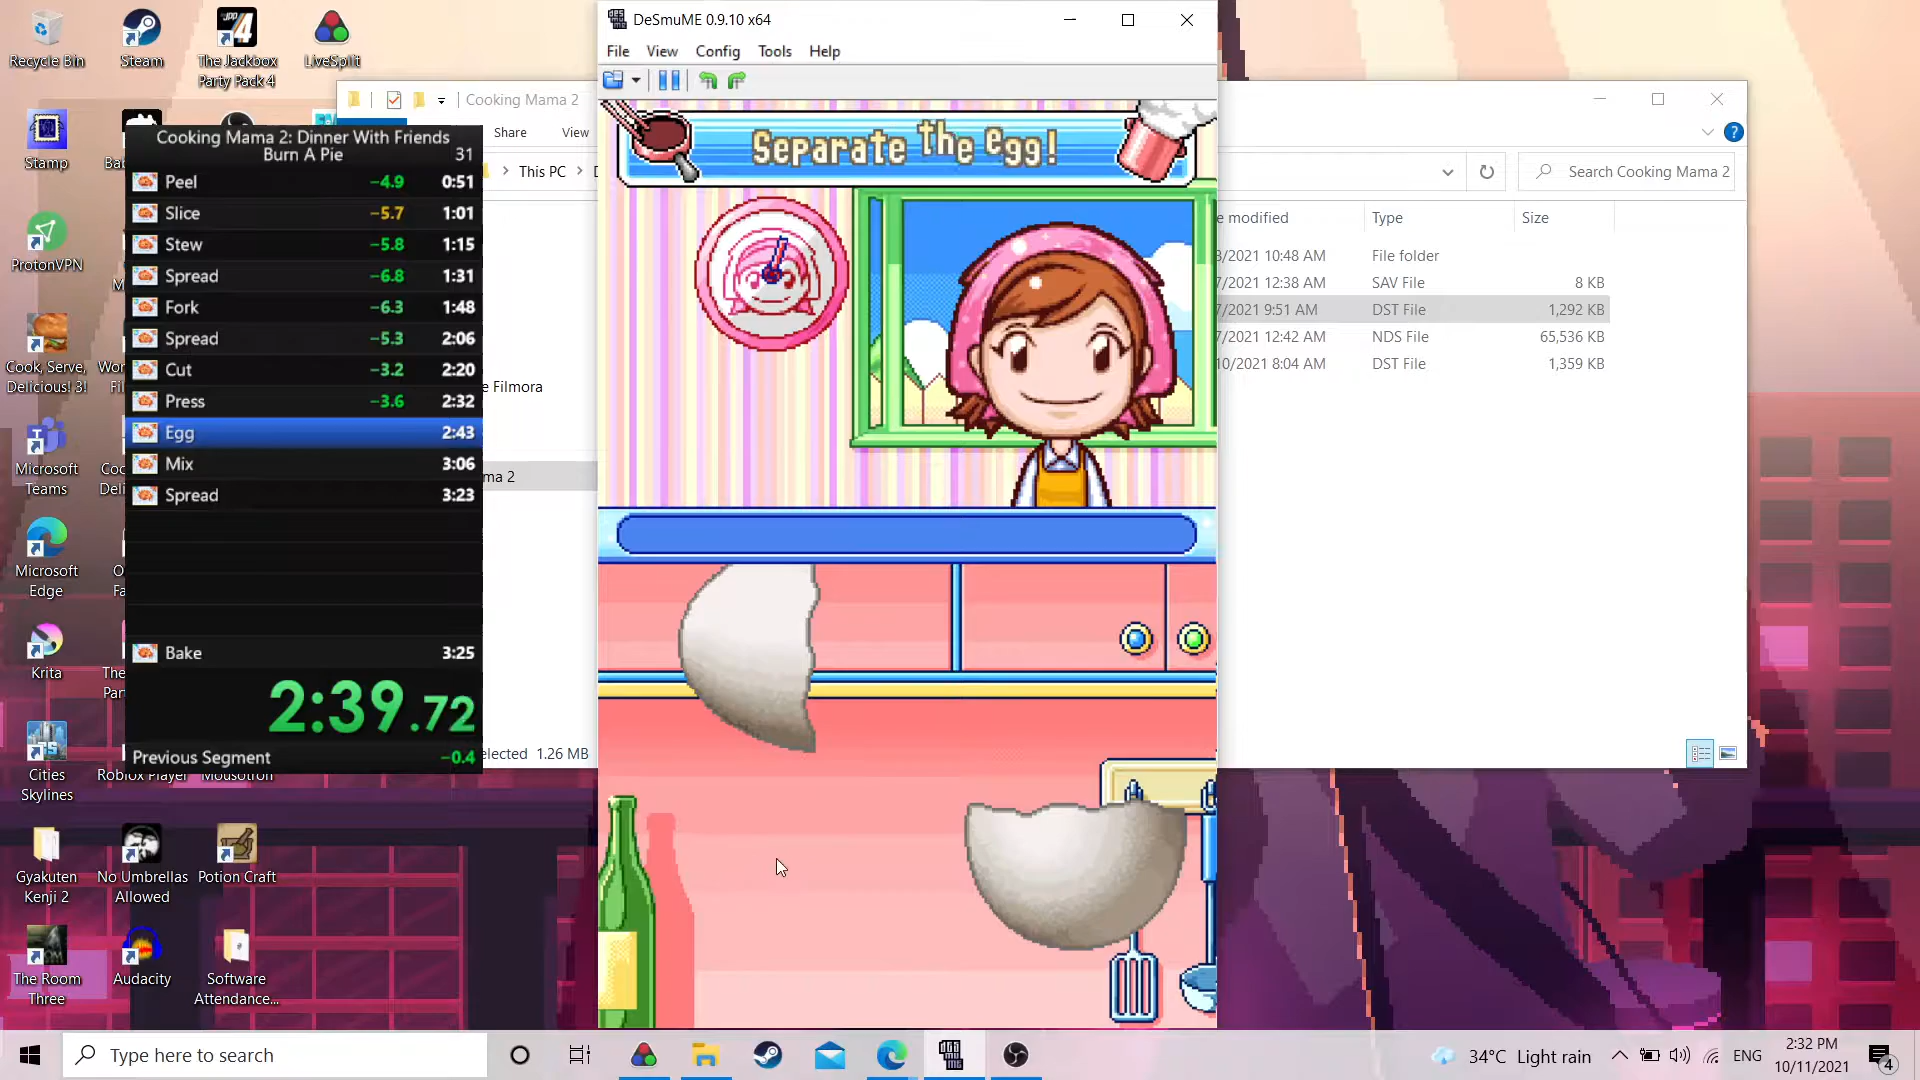 Recycle Bin
Steam
The Jackbox
Party Pack 4
LiveSplit
Stamp
ProtonVPN
Cook, Serve,
Delicious! 3!
Microsoft
Teams
Microsoft
Edge
Krita
Cities
Skylines
Roblox Player
Mousotron
Gyakuten
Kenji 2
No Umbrellas
Allowed
Potion Craft
The Room
Three
Audacity
Software
Attendance...
Cooking Mama 2: Dinner With Friends
Burn A Pie 31
Peel −4.9 0:51
Slice −5.7 1:01
Stew −5.8 1:15
Spread −6.8 1:31
Fork −6.3 1:48
Spread −5.3 2:06
Cut −3.2 2:20
Press −3.6 2:32
Egg 2:43
Mix 3:06
Spread 3:23
Bake 3:25
2:39.72
Previous Segment −0.4
Cooking Mama 2
Share View
This PC
e Filmora
ma 2
elected 1.26 MB
DeSmuME 0.9.10 x64
File View Config Tools Help
Separate the egg!
Search Cooking Mama 2
e modified Type Size
3/2021 10:48 AM File folder
7/2021 12:38 AM SAV File 8 KB
7/2021 9:51 AM DST File 1,292 KB
7/2021 12:42 AM NDS File 65,536 KB
10/2021 8:04 AM DST File 1,359 KB
Type here to search
34°C Light rain
ENG
2:32 PM
10/11/2021
4